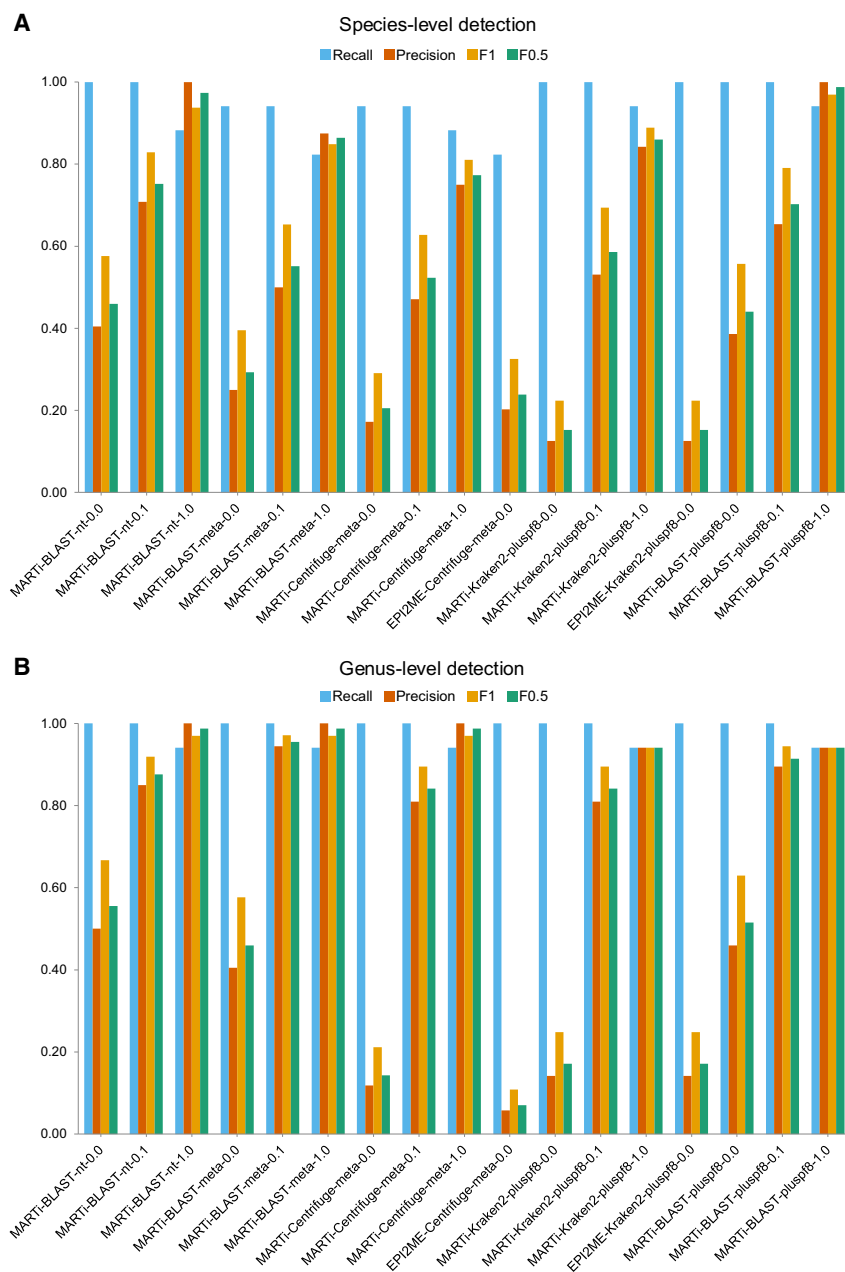 A
Species-level detection
Recall Precision F1 F0.5
1.00
0.80
0.60
0.40
0.20
0.00
MARTi-BLAST-nt-0.0
MARTi-BLAST-nt-0.1
MARTi-BLAST-nt-1.0
MARTi-BLAST-meta-0.0
MARTi-BLAST-meta-0.1
MARTi-BLAST-meta-1.0
MARTi-Centrifuge-meta-0.0
MARTi-Centrifuge-meta-0.1
MARTi-Centrifuge-meta-1.0
EPI2ME-Centrifuge-meta-0.0
MARTi-Kraken2-pluspf8-0.0
MARTi-Kraken2-pluspf8-0.1
MARTi-Kraken2-pluspf8-1.0
EPI2ME-Kraken2-pluspf8-0.0
MARTi-BLAST-pluspf8-0.0
MARTi-BLAST-pluspf8-0.1
MARTi-BLAST-pluspf8-1.0
B
Genus-level detection
Recall Precision F1 F0.5
1.00
0.80
0.60
0.40
0.20
0.00
MARTi-BLAST-nt-0.0
MARTi-BLAST-nt-0.1
MARTi-BLAST-nt-1.0
MARTi-BLAST-meta-0.0
MARTi-BLAST-meta-0.1
MARTi-BLAST-meta-1.0
MARTi-Centrifuge-meta-0.0
MARTi-Centrifuge-meta-0.1
MARTi-Centrifuge-meta-1.0
EPI2ME-Centrifuge-meta-0.0
MARTi-Kraken2-pluspf8-0.0
MARTi-Kraken2-pluspf8-0.1
MARTi-Kraken2-pluspf8-1.0
EPI2ME-Kraken2-pluspf8-0.0
MARTi-BLAST-pluspf8-0.0
MARTi-BLAST-pluspf8-0.1
MARTi-BLAST-pluspf8-1.0